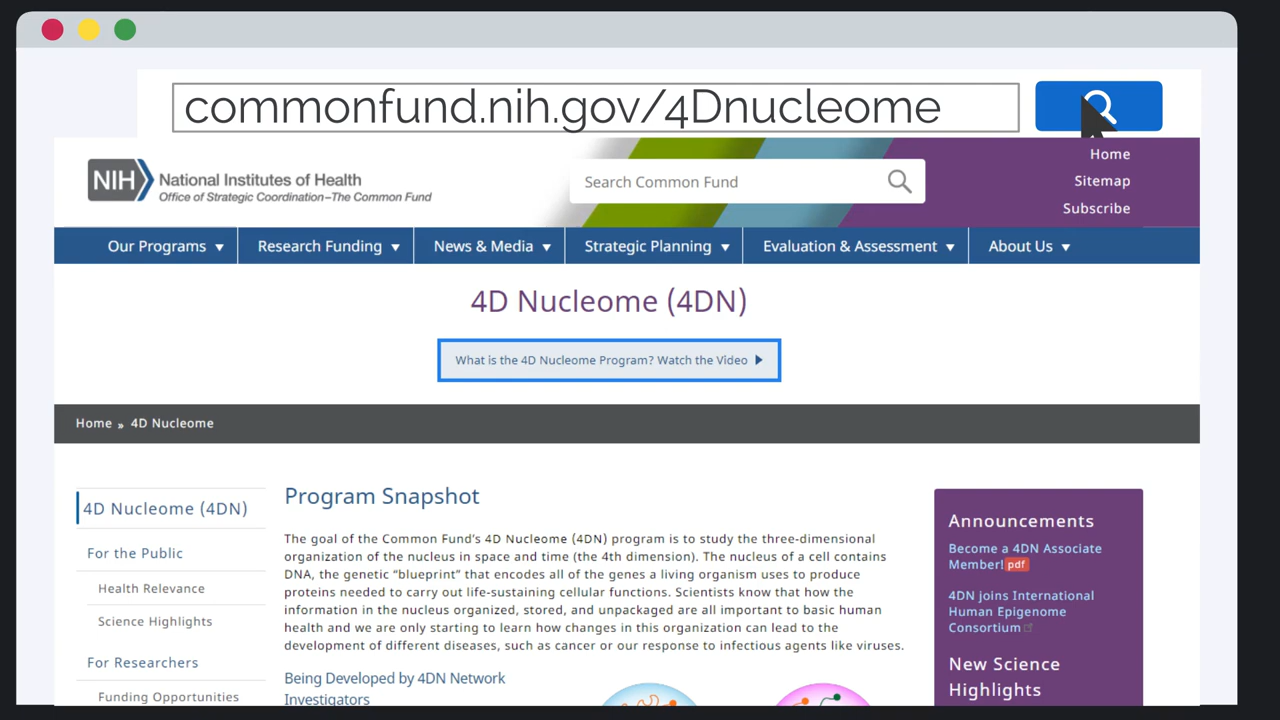 commonfund.nih.gov/4Dnucleome
NIH National Institutes of Health
Office of Strategic Coordination–The Common Fund
Search Common Fund
Home
Sitemap
Subscribe
Our Programs ▼ Research Funding ▼ News & Media ▼ Strategic Planning ▼ Evaluation & Assessment ▼ About Us ▼
4D Nucleome (4DN)
What is the 4D Nucleome Program? Watch the Video ▶
Home » 4D Nucleome
4D Nucleome (4DN)
For the Public
Health Relevance
Science Highlights
For Researchers
Funding Opportunities
Program Snapshot
The goal of the Common Fund’s 4D Nucleome (4DN) program is to study the three-dimensional
organization of the nucleus in space and time (the 4th dimension). The nucleus of a cell contains
DNA, the genetic “blueprint” that encodes all of the genes a living organism uses to produce
proteins needed to carry out life-sustaining cellular functions. Scientists know that how the
information in the nucleus organized, stored, and unpackaged are all important to basic human
health and we are only starting to learn how changes in this organization can lead to the
development of different diseases, such as cancer or our response to infectious agents like viruses.
Being Developed by 4DN Network
Investigators
Announcements
Become a 4DN Associate
Member! pdf
4DN joins International
Human Epigenome
Consortium
New Science
Highlights